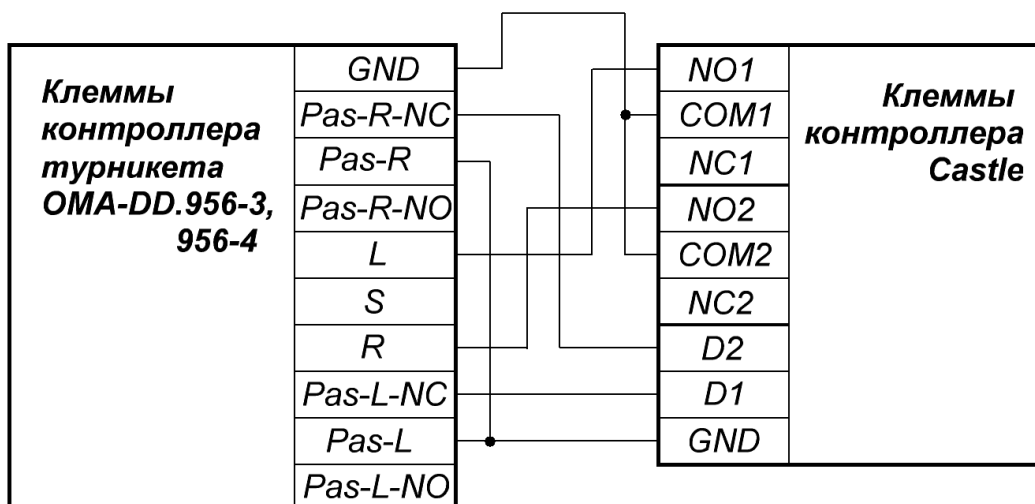 Клеммы
контроллера
турникета
OMA-DD.956-3,
956-4
GND
Pas-R-NC
Pas-R
Pas-R-NO
L
S
R
Pas-L-NC
Pas-L
Pas-L-NO
NO1
COM1
NC1
NO2
COM2
NC2
D2
D1
GND
Клеммы
контроллера
Castle